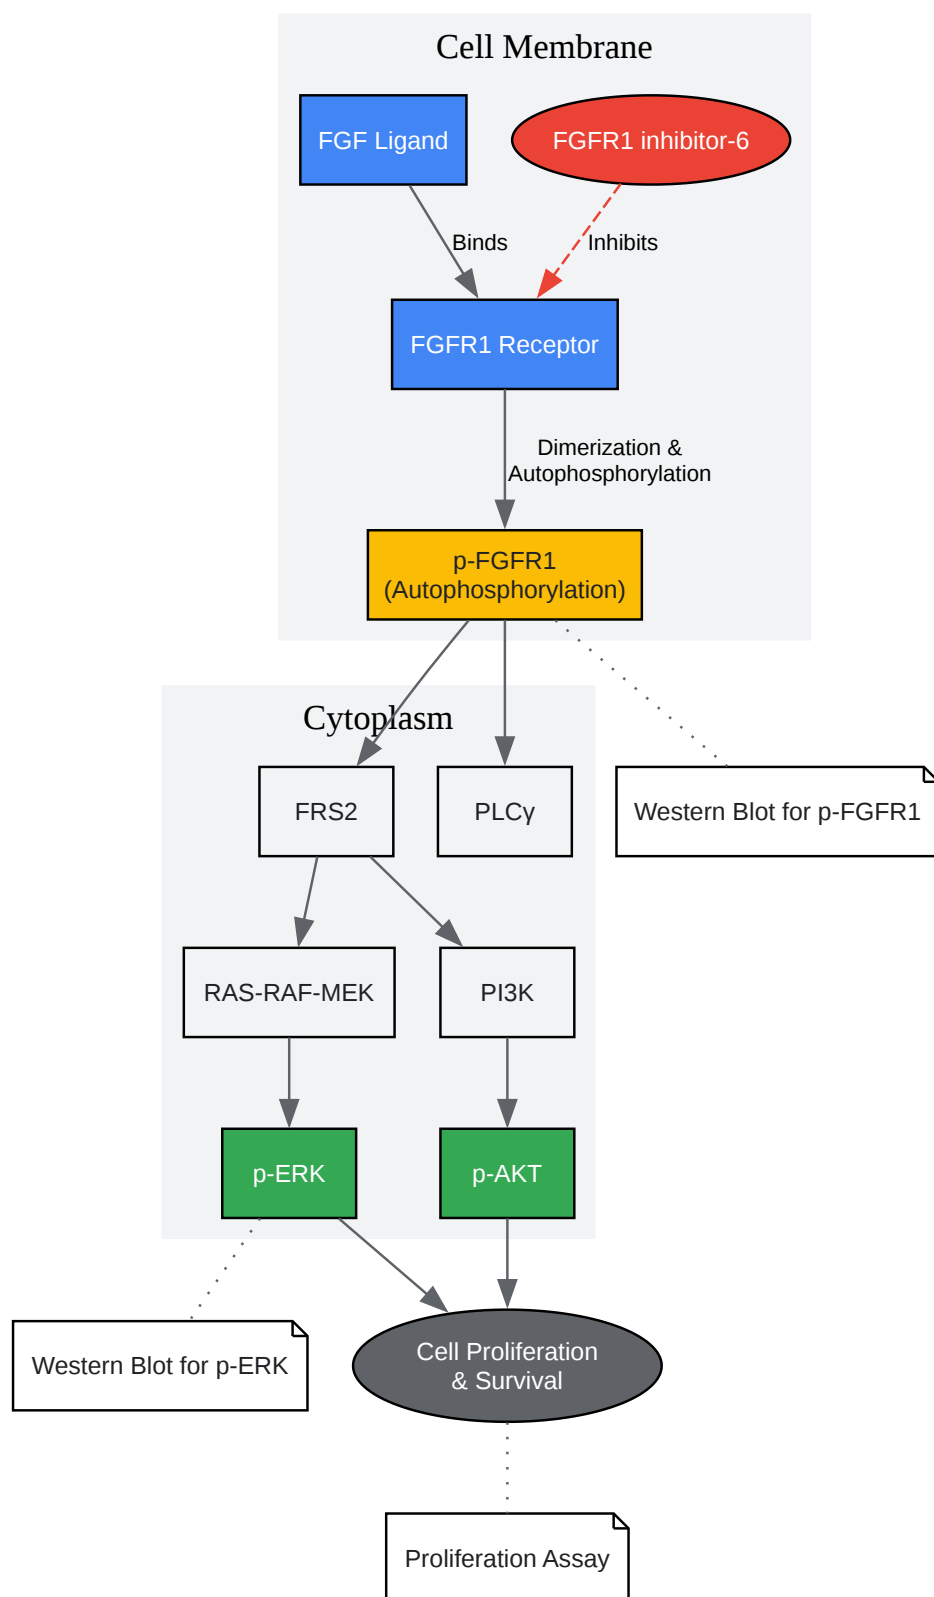 Cell Membrane
FGF Ligand
FGFR1 inhibitor-6
Binds
Inhibits
FGFR1 Receptor
Dimerization &
Autophosphorylation
p-FGFR1
(Autophosphorylation)
Cytoplasm
FRS2
PLCγ
Western Blot for p-FGFR1
RAS-RAF-MEK
PI3K
p-ERK
p-AKT
Western Blot for p-ERK
Cell Proliferation
& Survival
Proliferation Assay